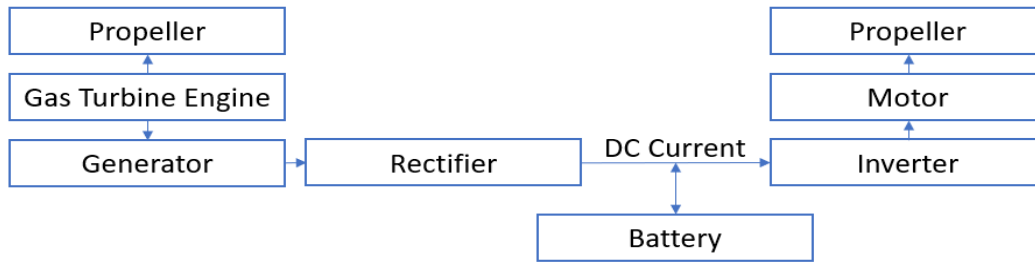 Propeller
Propeller
Gas Turbine Engine
Motor
Generator
Rectifier
DC Current
Inverter
Battery